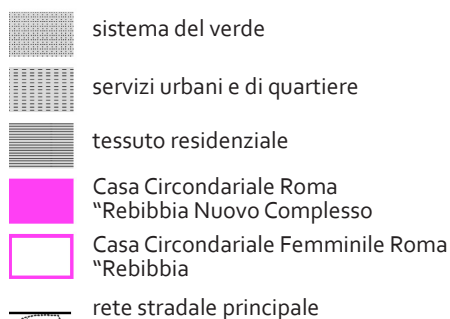 sistema del verde
servizi urbani e di quartiere
tessuto residenziale
Casa Circondariale Roma
"Rebibbia Nuovo Complesso
Casa Circondariale Femminile Roma
"Rebibbia
rete stradale principale